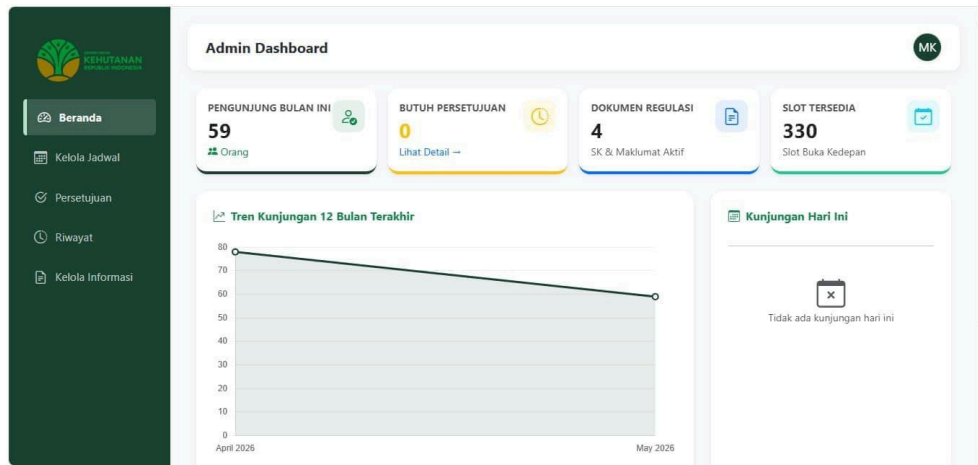 KEHUTANAN
REPUBLIK INDONESIA
Beranda
Kelola Jadwal
Persetujuan
Riwayat
Kelola Informasi
Admin Dashboard
MK
PENGUNJUNG BULAN INI
59
Orang
BUTUH PERSETUJUAN
0
Lihat Detail →
DOKUMEN REGULASI
4
SK & Maklumat Aktif
SLOT TERSEDIA
330
Slot Buka Kedepan
Tren Kunjungan 12 Bulan Terakhir
80
70
60
50
40
30
20
10
0
April 2026
May 2026
Kunjungan Hari Ini
Tidak ada kunjungan hari ini